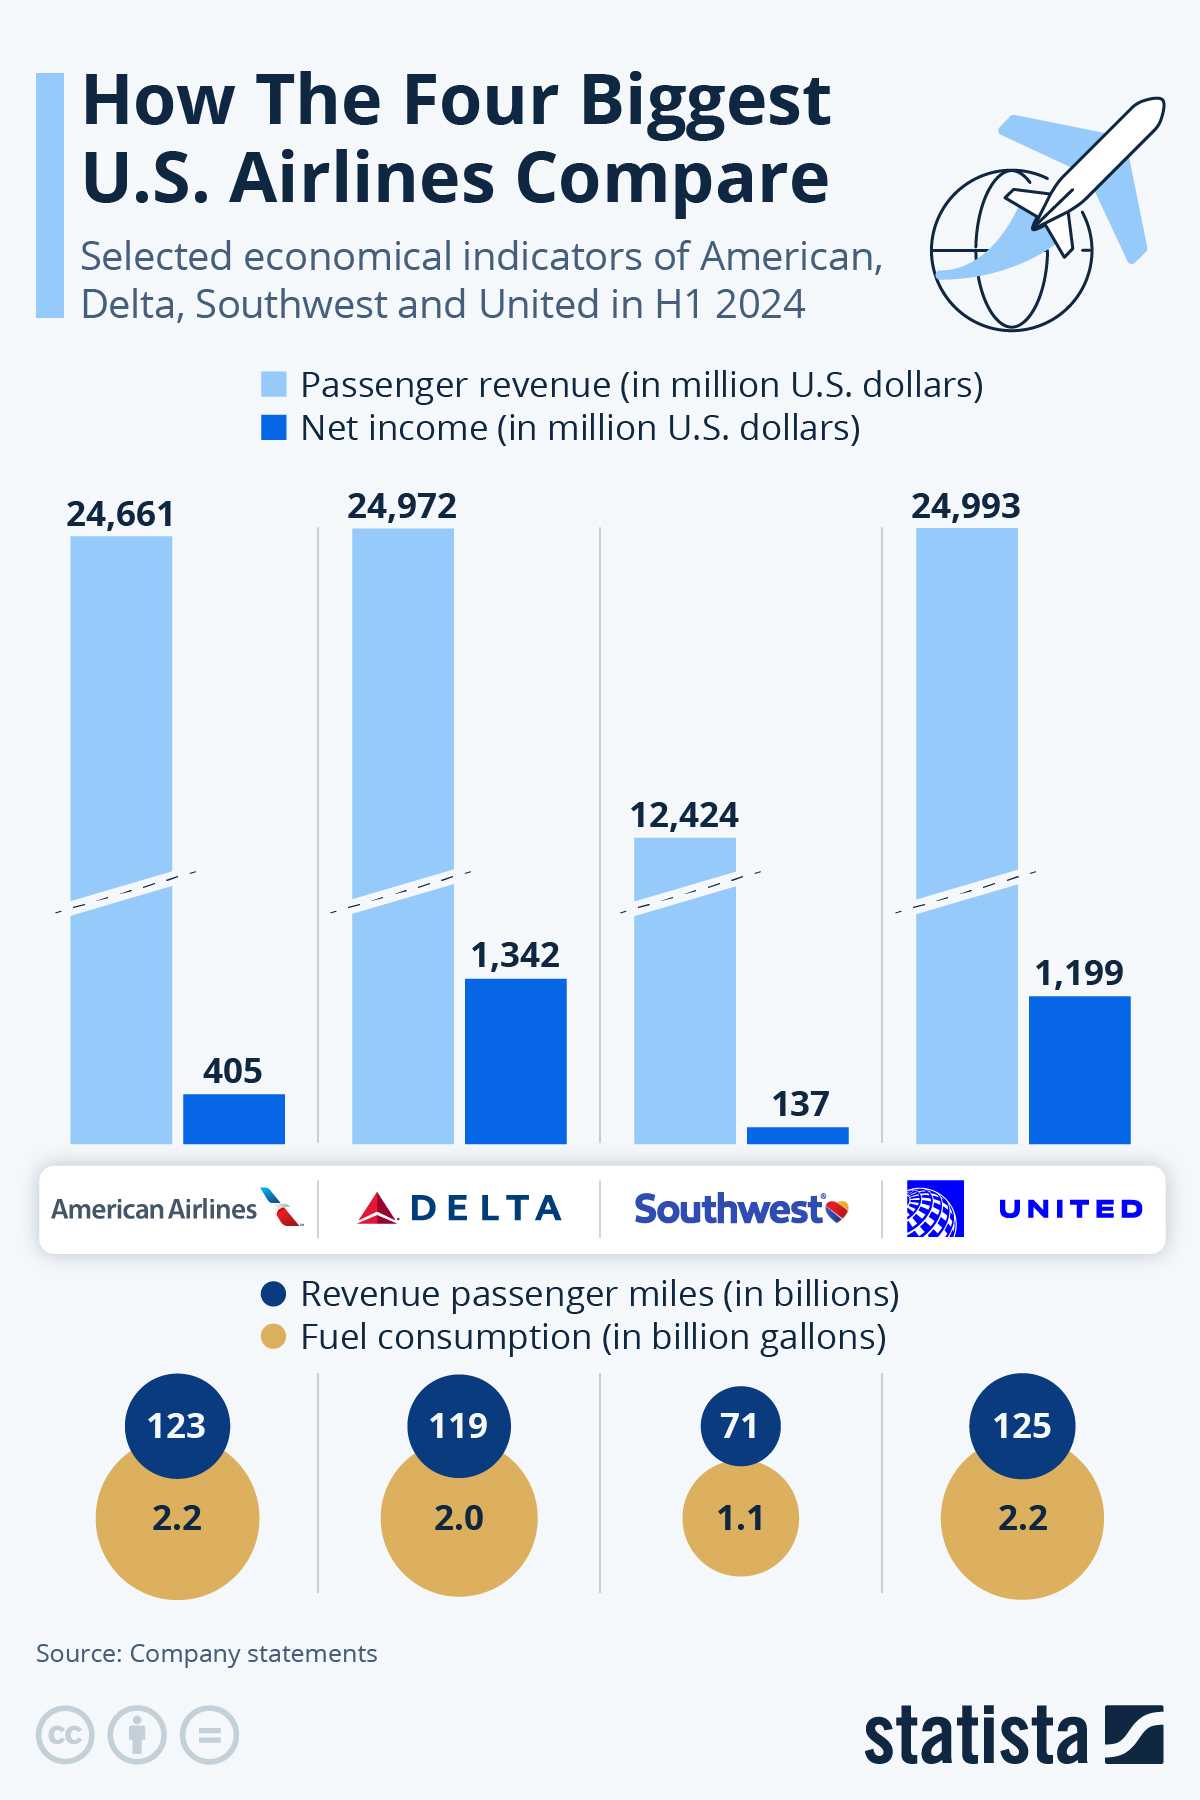 How The Four Biggest
U.S. Airlines Compare
Selected economical indicators of American,
Delta, Southwest and United in H1 2024
Passenger revenue (in million U.S. dollars)
Net income (in million U.S. dollars)
24,661
405
24,972
1,342
12,424
137
24,993
1,199
American Airlines
DELTA
Southwest®
UNITED
Revenue passenger miles (in billions)
Fuel consumption (in billion gallons)
123
2.2
119
2.0
71
1.1
125
2.2
Source: Company statements
cc
statista